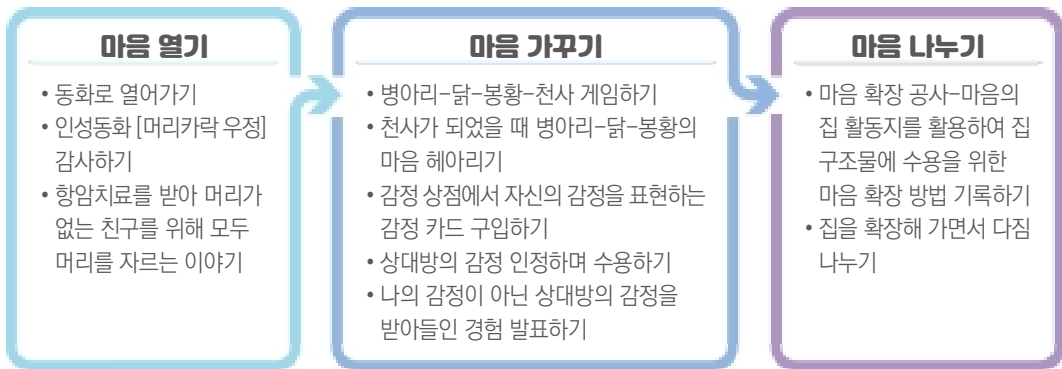 마음 열기
• 동화로 열어가기
• 인성동화 [머리카락 우정]
감사하기
• 항암치료를 받아 머리가
없는 친구를 위해 모두
머리를 자르는 이야기
마음 가꾸기
• 병아리-닭-봉황-천사 게임하기
• 천사가 되었을 때 병아리-닭-봉황의
마음 헤아리기
• 감정 상점에서 자신의 감정을 표현하는
감정 카드 구입하기
• 상대방의 감정 인정하며 수용하기
• 나의 감정이 아닌 상대방의 감정을
받아들인 경험 발표하기
마음 나누기
• 마음 확장 공사-마음의
집 활동지를 활용하여 집
구조물에 수용을 위한
마음 확장 방법 기록하기
• 집을 확장해 가면서 다짐
나누기